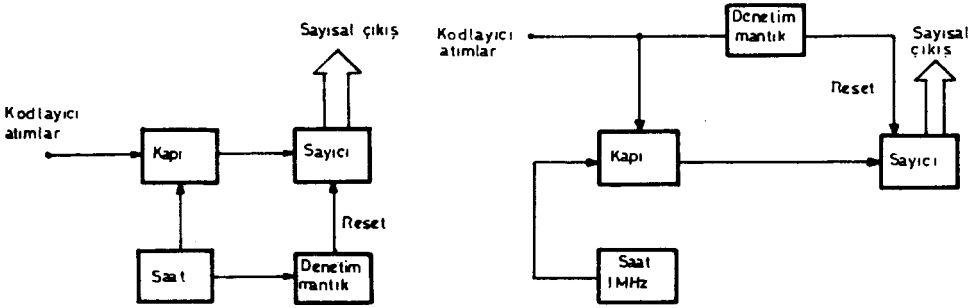 Sayısal çıkış
Kodlayıcı
atımlar
Kapı
Sayıcı
Reset
Saat
Denetim
mantık
Kodlayıcı
atımlar
Denetim
mantık
Sayısal
çıkış
Reset
Kapı
Sayıcı
Saat
1MHz